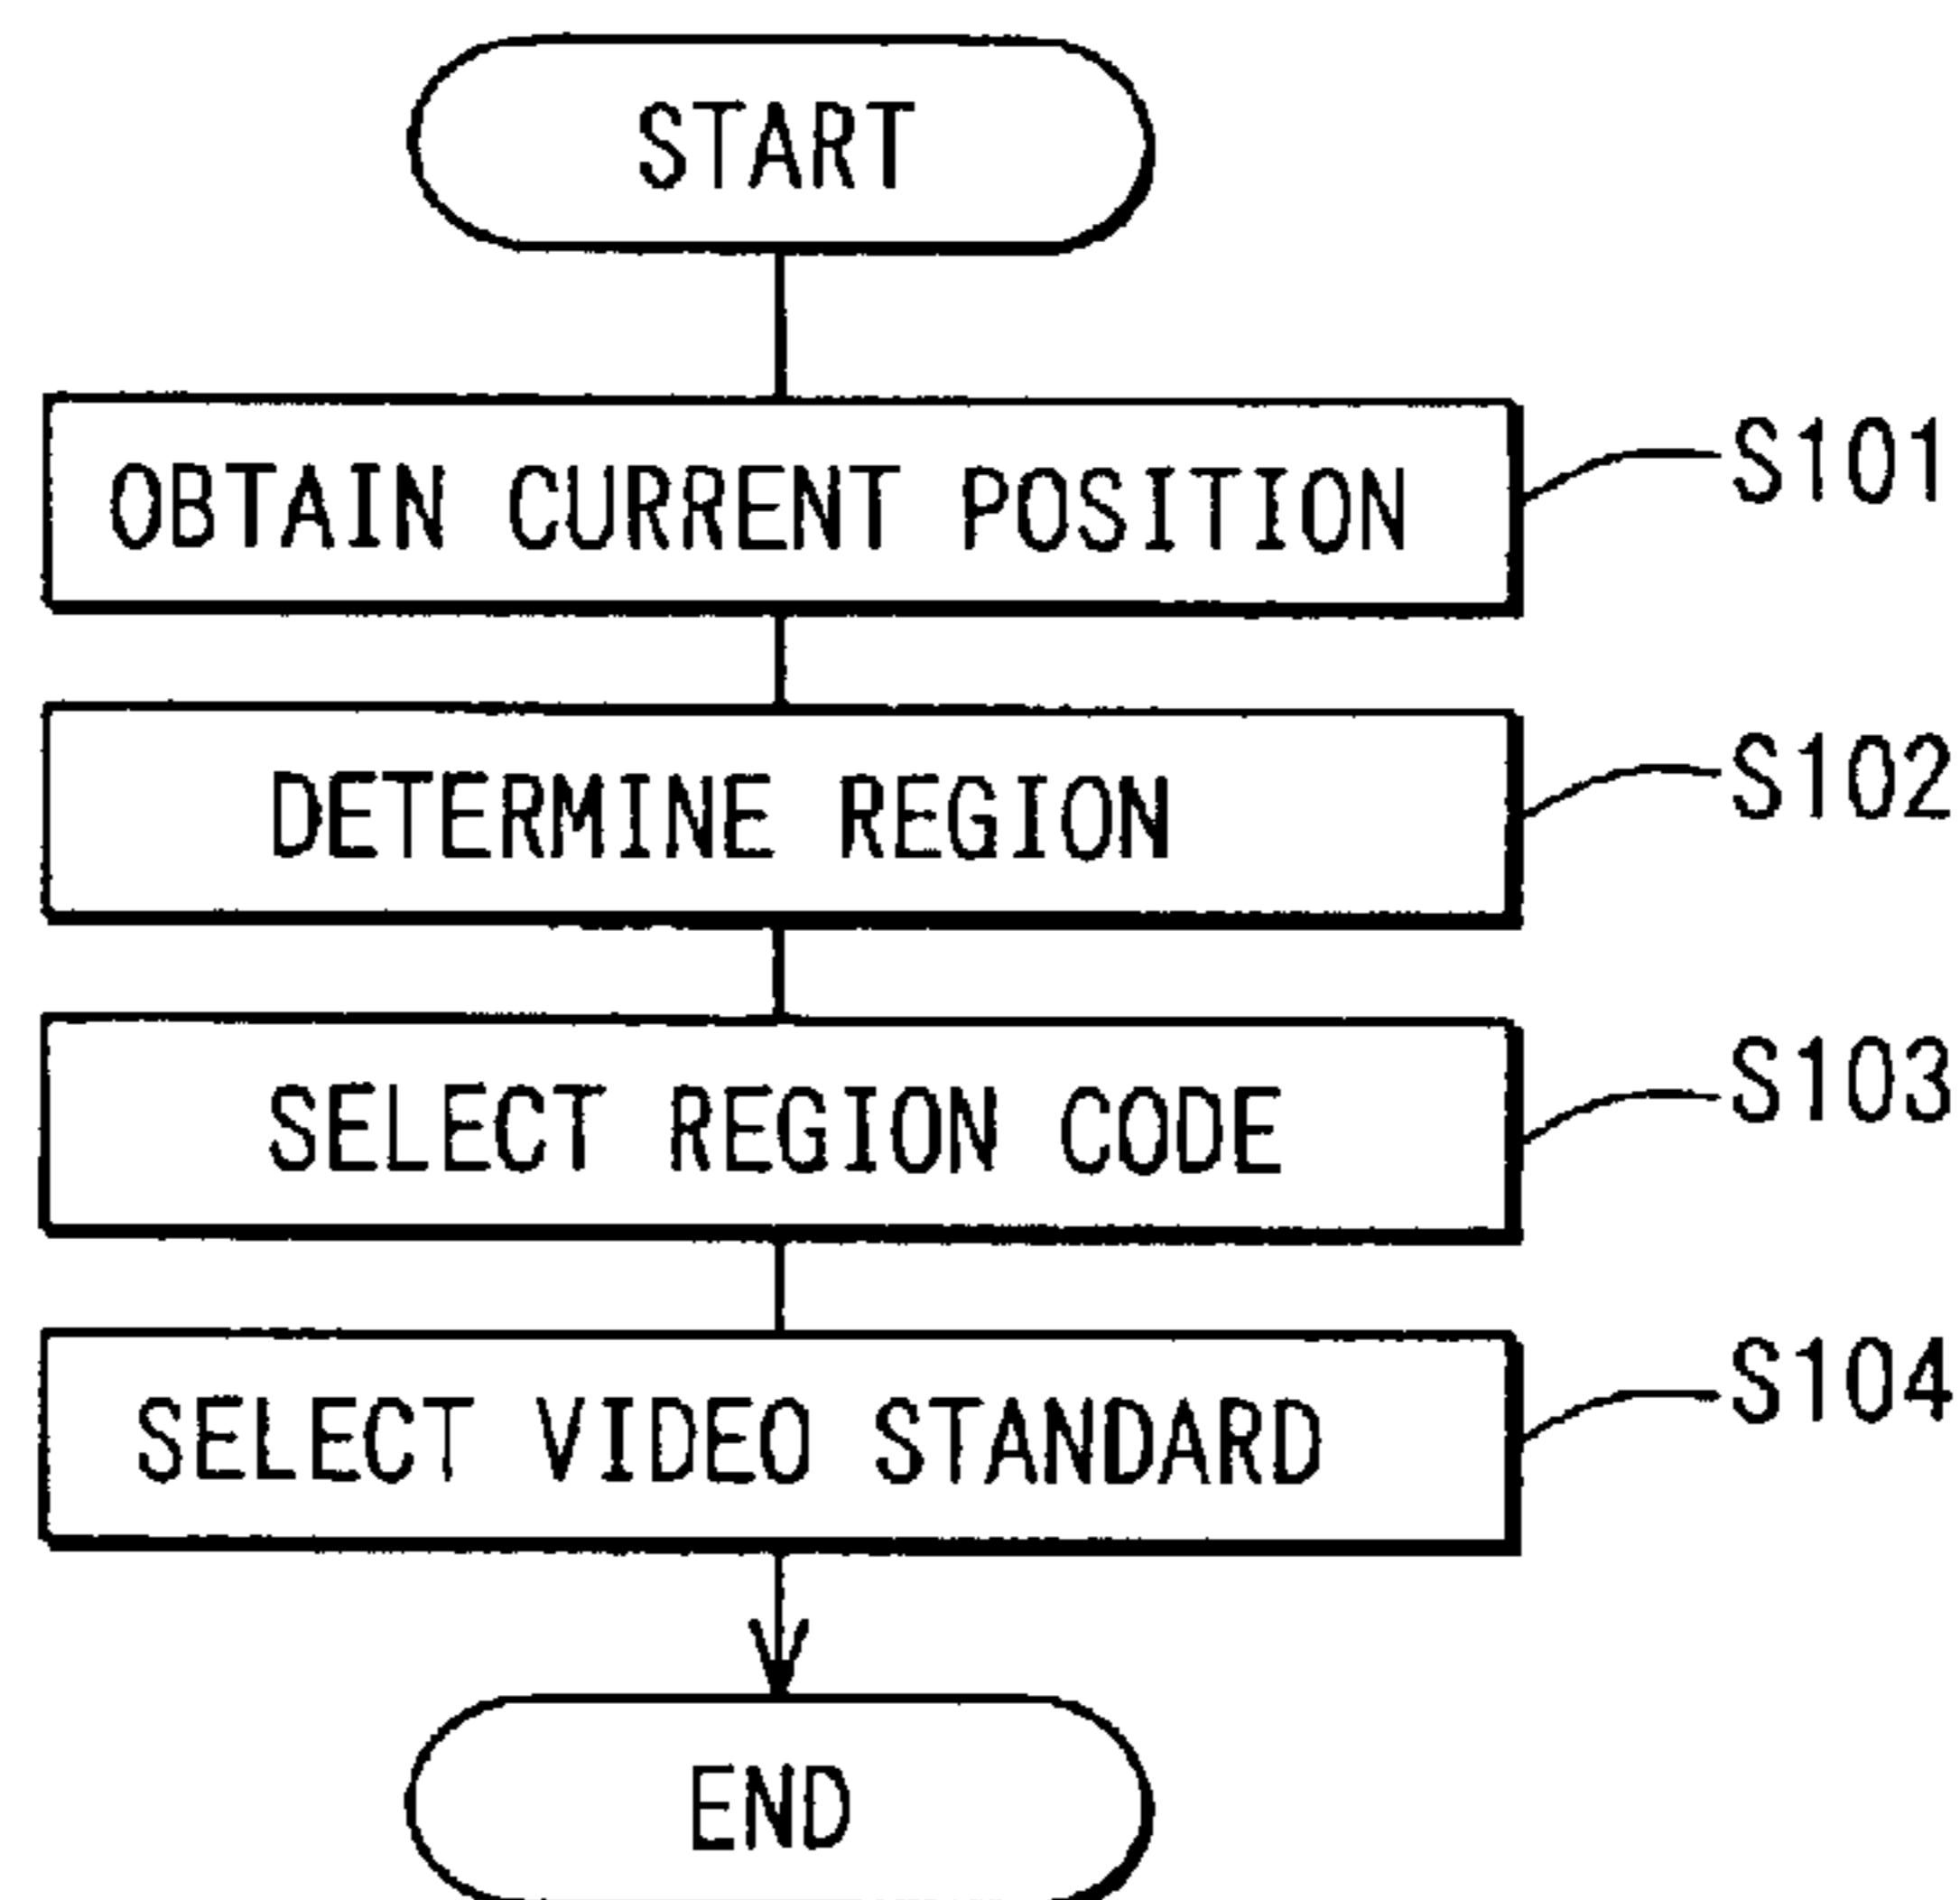 START
OBTAIN CURRENT POSITION
S101
DETERMINE REGION
S102
SELECT REGION CODE
S103
SELECT VIDEO STANDARD
S104
END